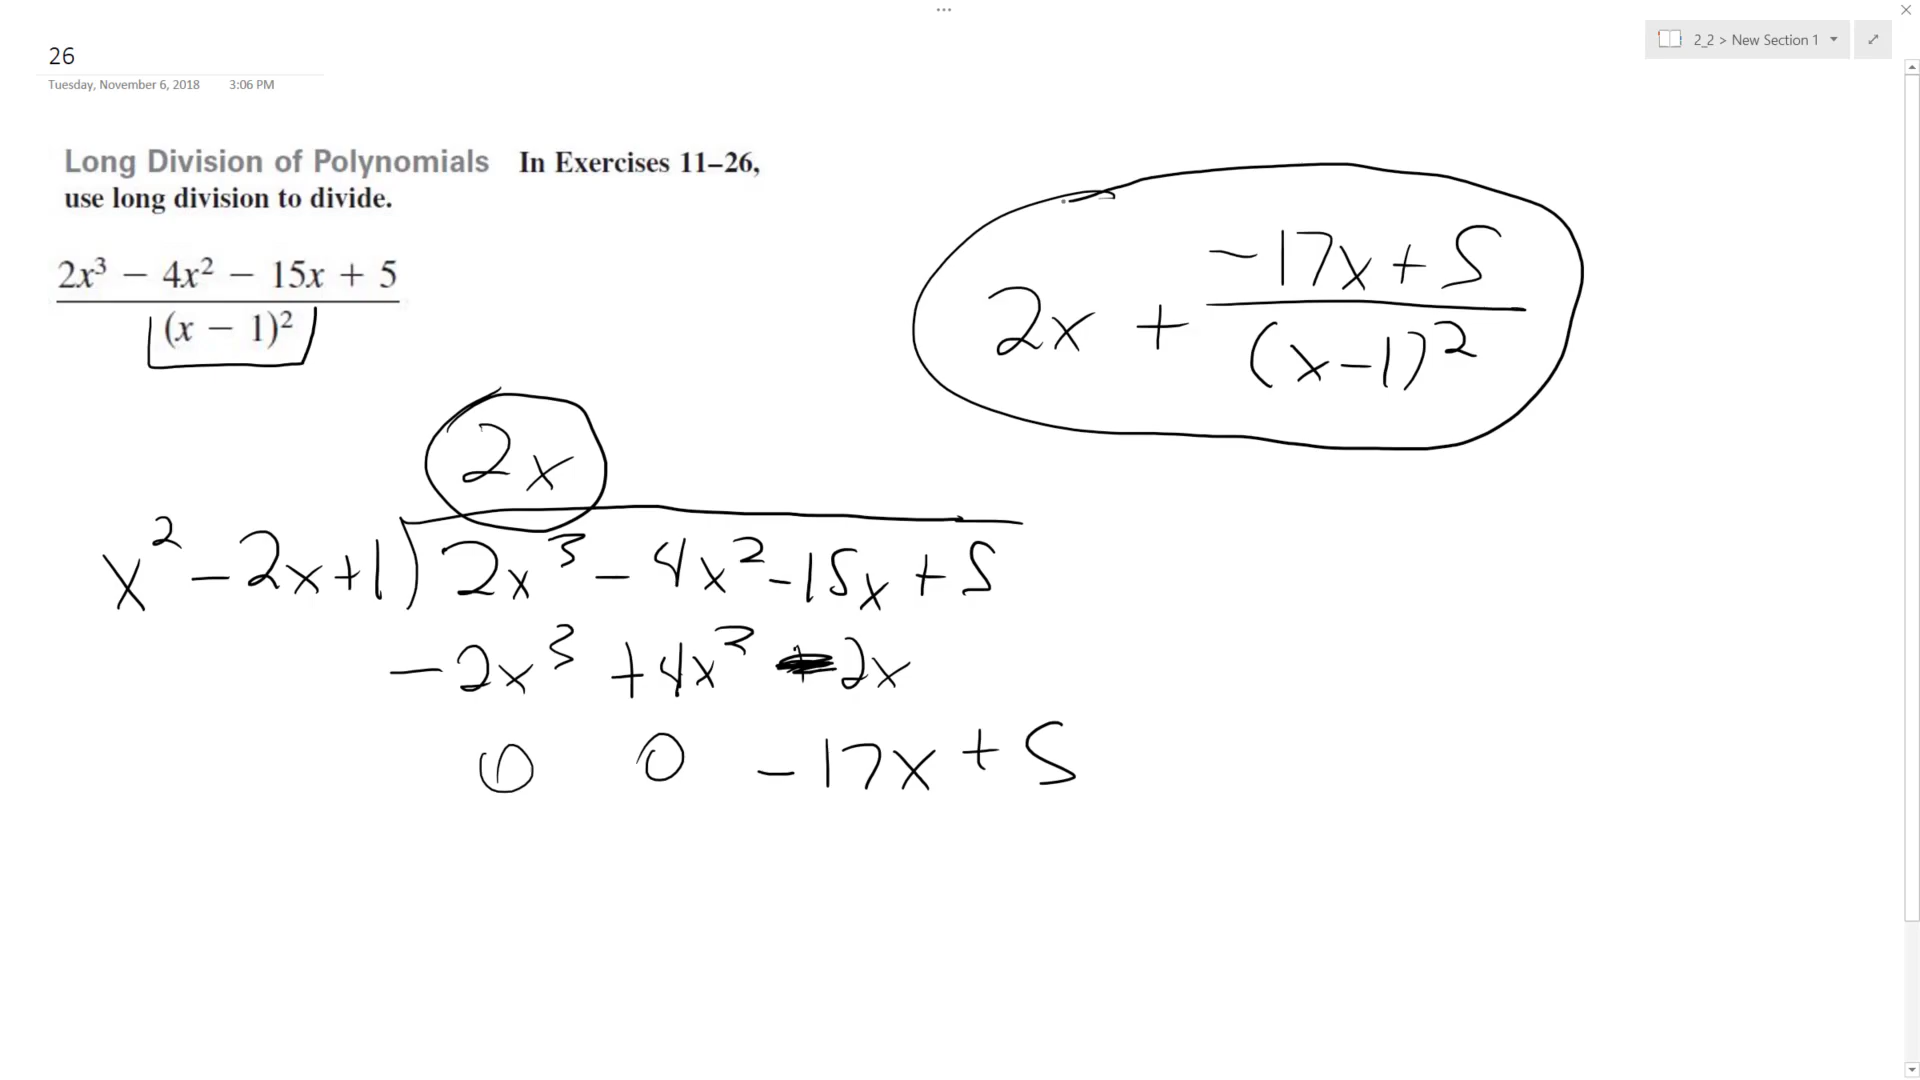 ...
2_2 > New Section 1
26
Tuesday, November 6, 2018 3:06 PM
Long Division of Polynomials In Exercises 11–26,
use long division to divide.
2x³ − 4x² − 15x + 5
(x − 1)²
−17x + 5
2x +
(x−1)²
2x
x² − 2x + 1) 2x³ − 4x² − 15x + 5
− 2x³ + 4x² − 2x
0 0 − 17x + 5